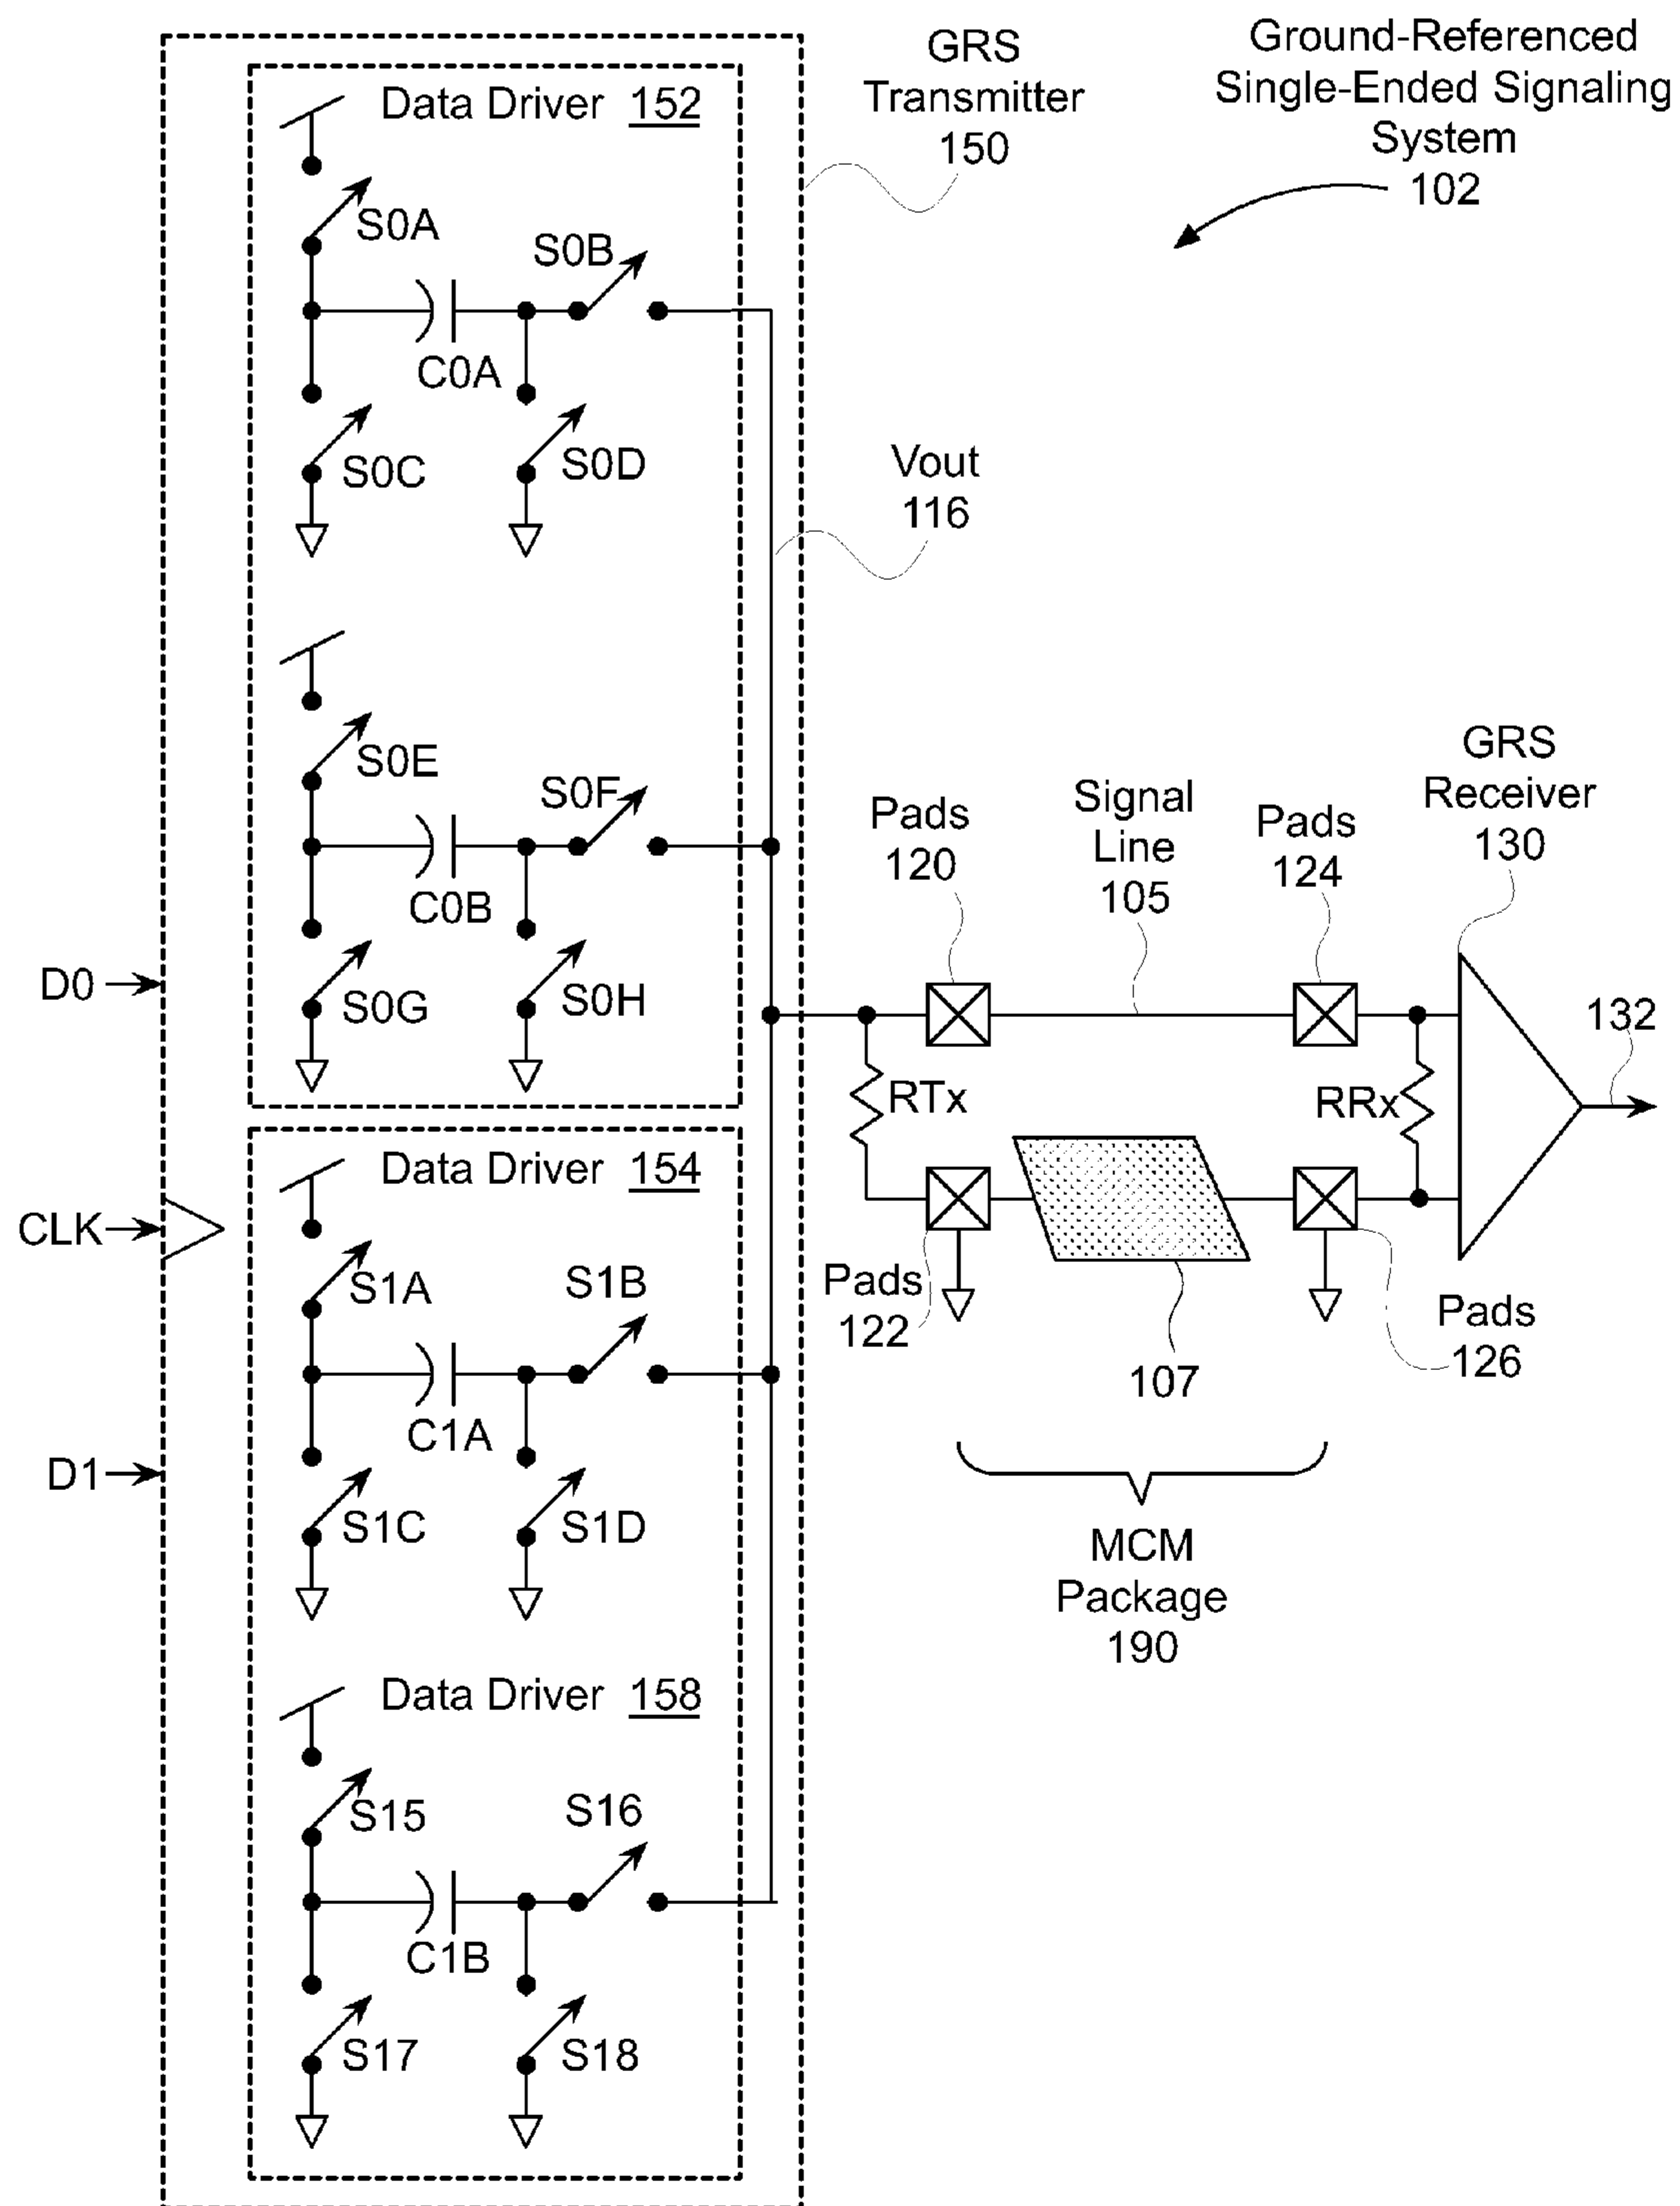 GRS
Transmitter
150
Ground-Referenced
Single-Ended Signaling
System
102
Data Driver 152
S0A
S0B
C0A
S0C
S0D
Vout
116
S0E
S0F
C0B
S0G
S0H
D0
Pads
120
Signal
Line
105
Pads
124
GRS
Receiver
130
132
RTx
RRx
Data Driver 154
CLK
S1A
S1B
C1A
S1C
S1D
D1
Pads
122
107
Pads
126
MCM
Package
190
Data Driver 158
S15
S16
C1B
S17
S18